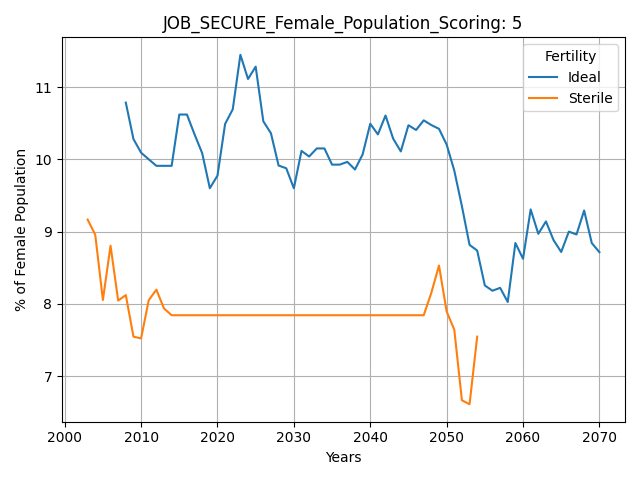 JOB_SECURE_Female_Population_Scoring: 5
Fertility
Ideal
Sterile
% of Female Population
11
10
9
8
7
2000 2010 2020 2030 2040 2050 2060 2070
Years